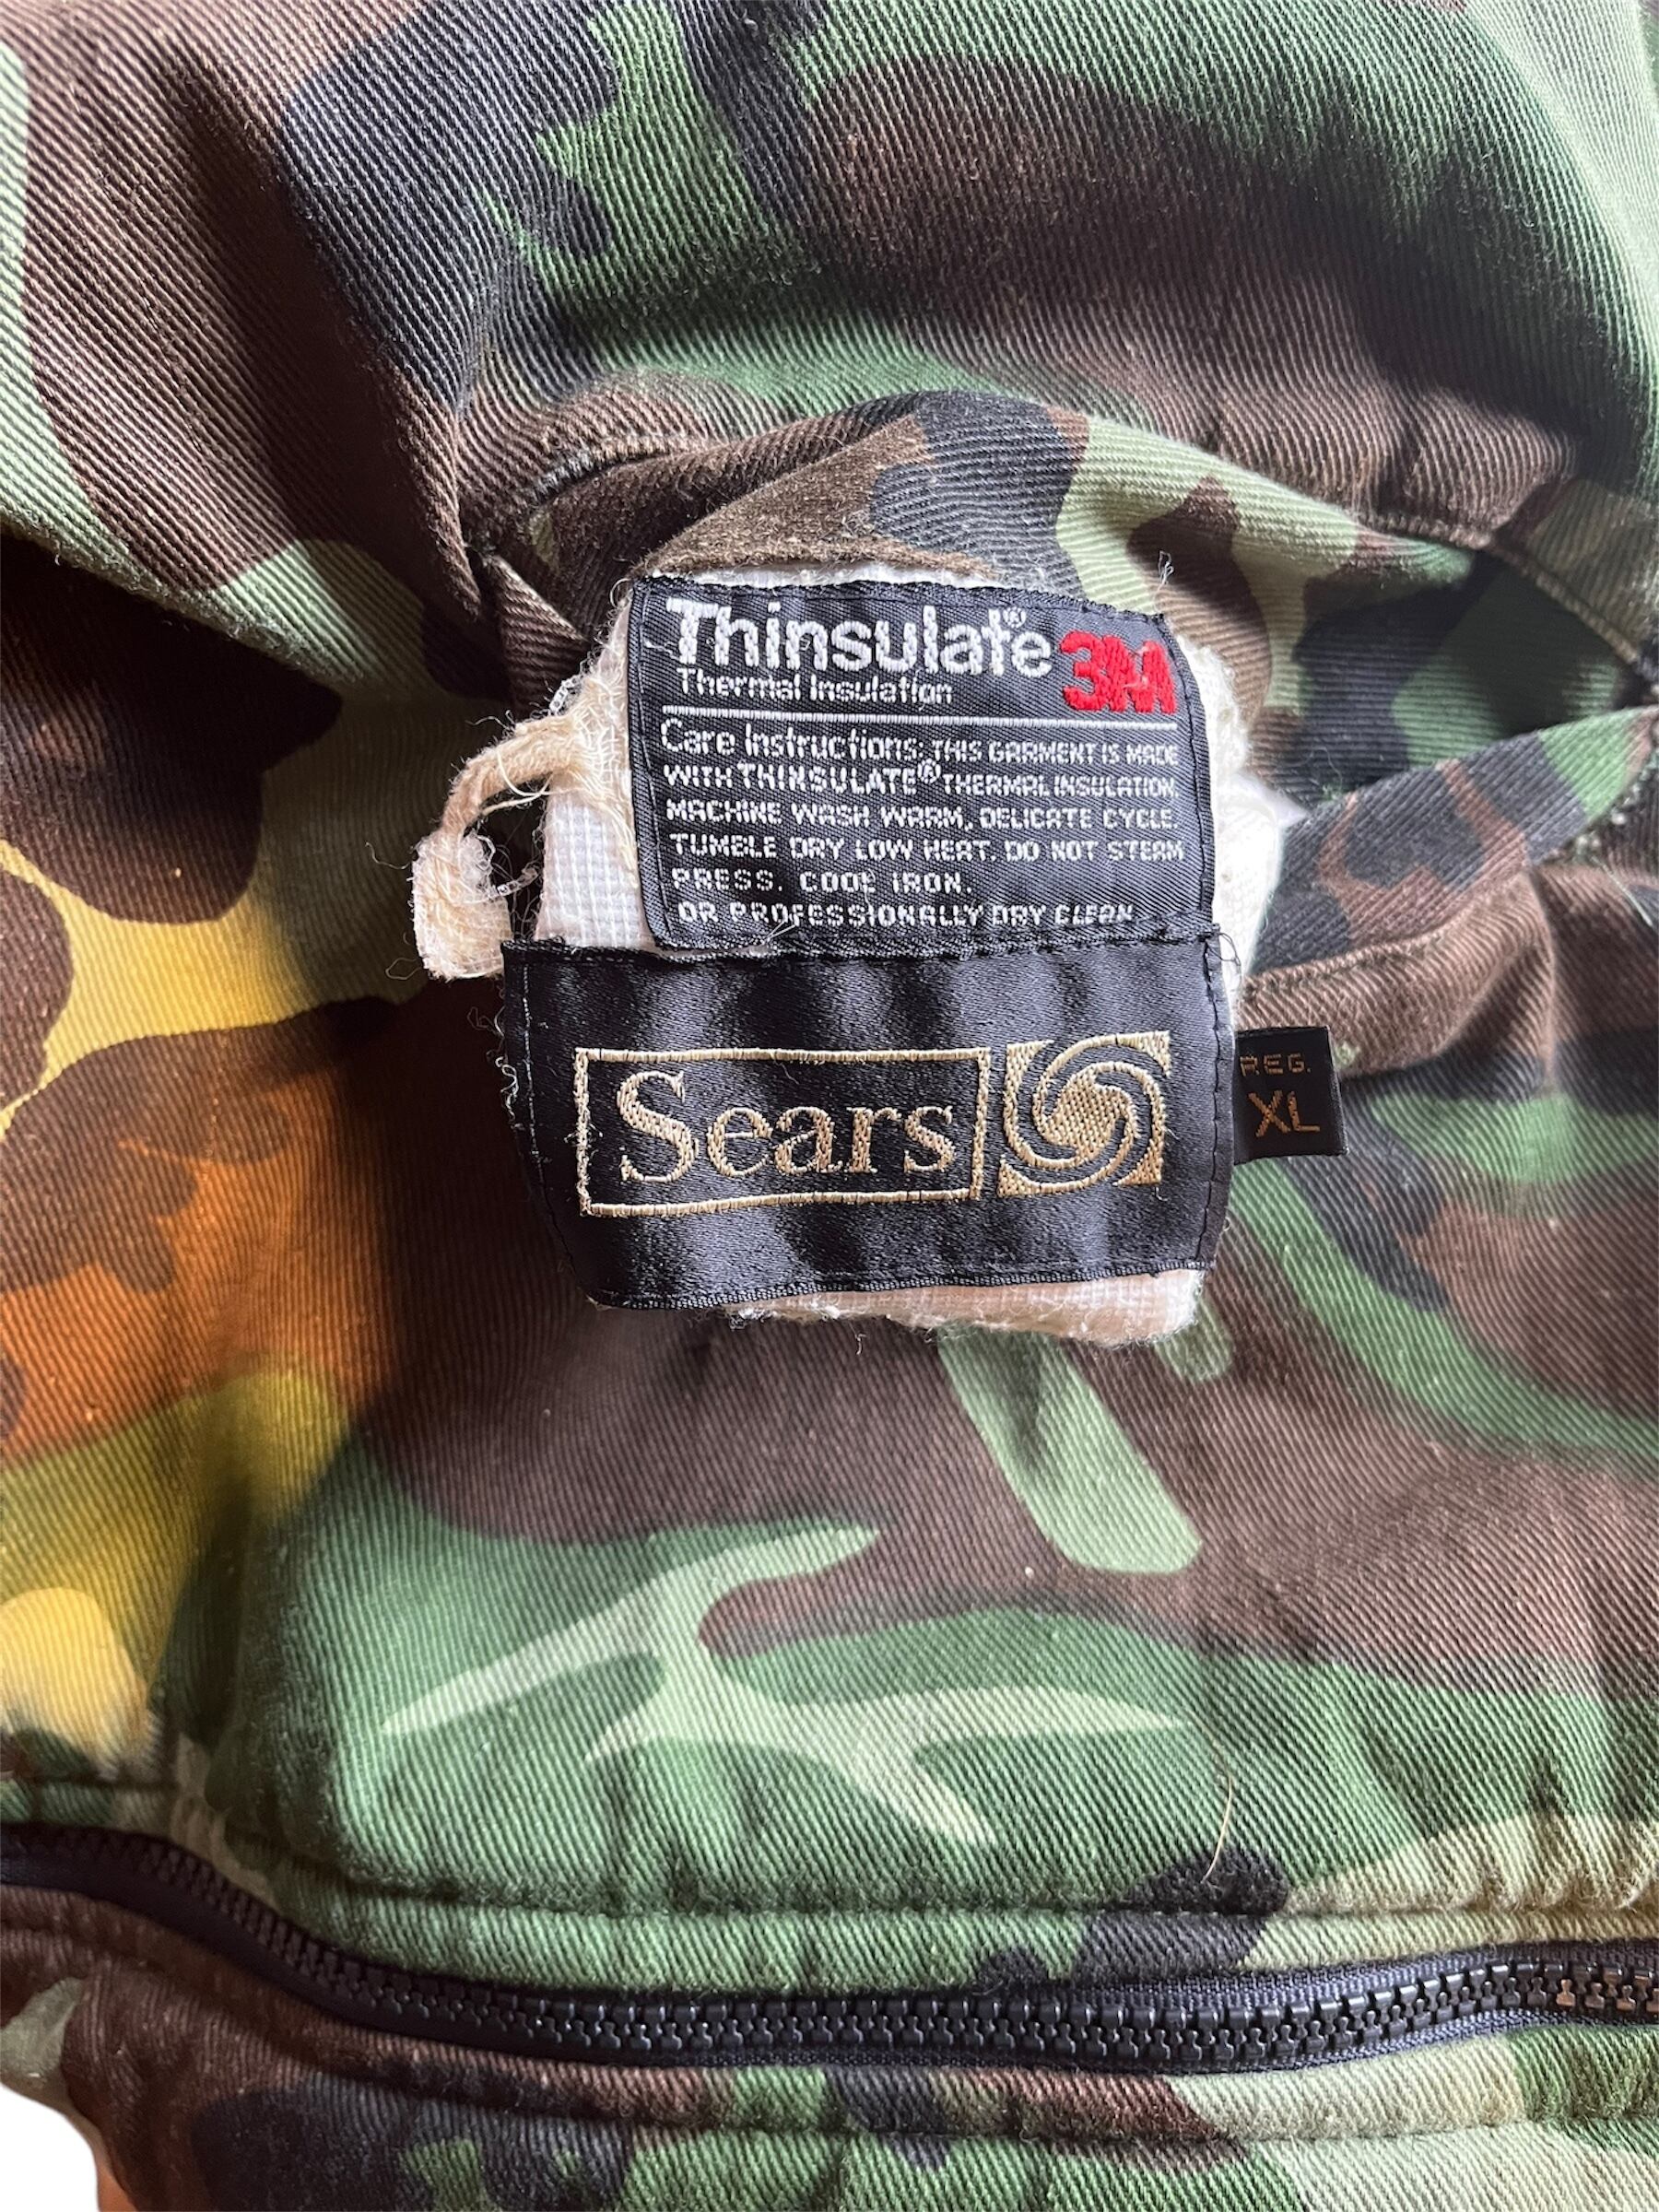 Thinsulate®
3M
Thermal Insulation
Care Instructions: THIS GARMENT IS MADE
WITH THINSULATE® THERMAL INSULATION.
MACHINE WASH WARM, DELICATE CYCLE.
TUMBLE DRY LOW HEAT. DO NOT STEAM
PRESS. COOL IRON.
OR PROFESSIONALLY DRY CLEAN
Sears
REG.
XL